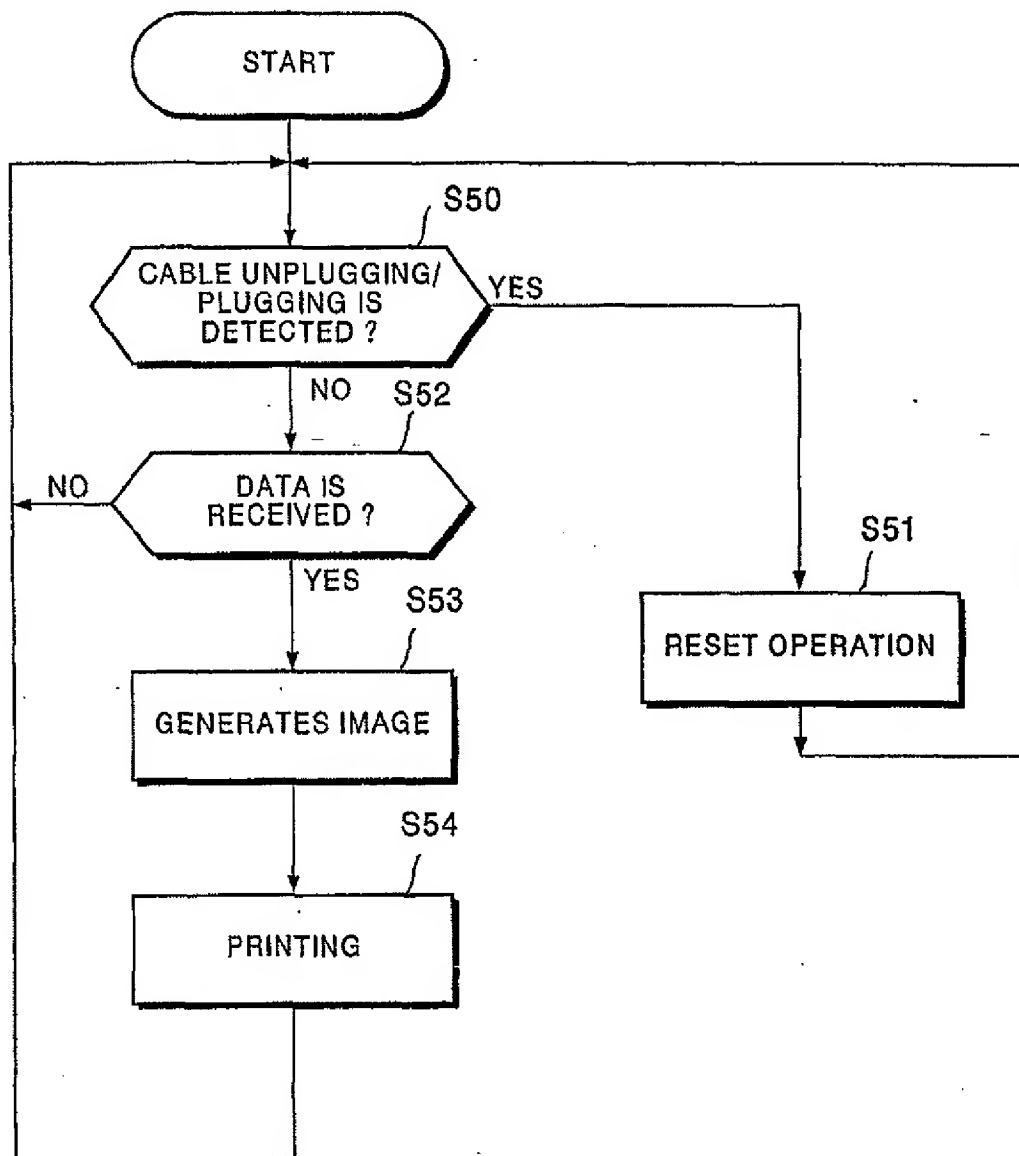 START
S50
CABLE UNPLUGGING/
PLUGGING IS
DETECTED ?
YES
NO
S52
DATA IS
RECEIVED ?
NO
YES
S51
RESET OPERATION
S53
GENERATES IMAGE
S54
PRINTING